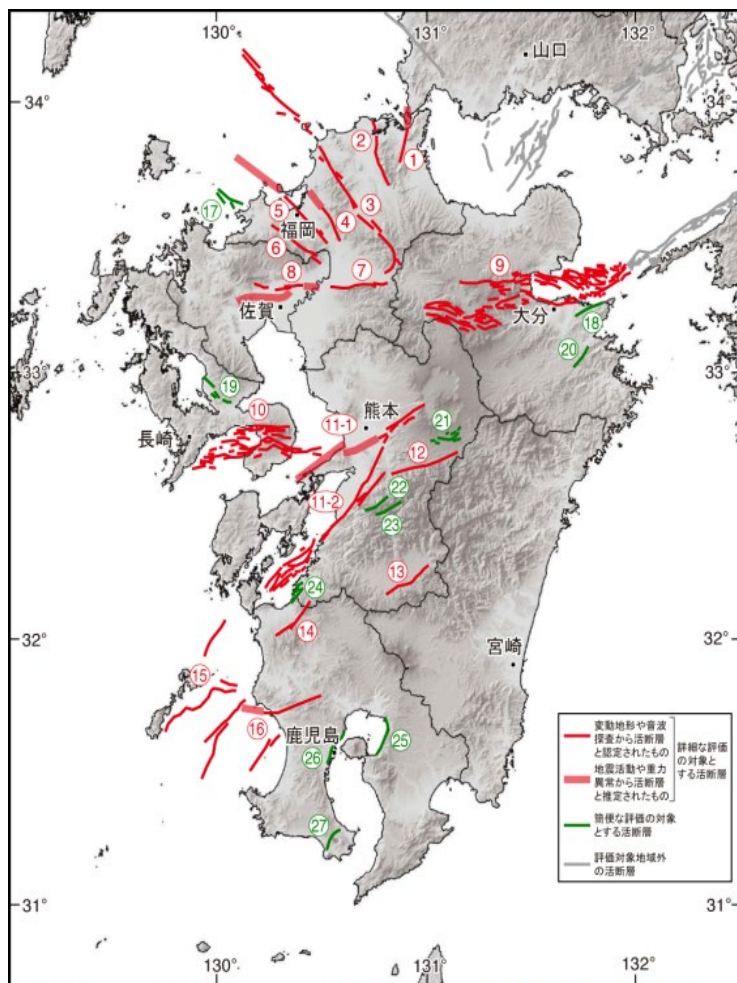 130°
131°
132°
山口
34°
34°
②
①
⑰
⑤
福岡
④
③
⑥
⑧
⑦
⑨
佐賀
大分
⑱
⑳
33°
33°
⑲
⑩
長崎
11-1
熊本
㉑
⑫
11-2
㉒
㉓
⑬
㉔
⑭
32°
32°
宮崎
⑮
⑯
鹿児島
㉖
㉕
㉗
変動地形や音波
探査から活断層
と認定されたもの
地震活動や重力
異常から活断層
と推定されたもの
詳細な評価
の対象と
する活断層
簡便な評価の対象
とする活断層
評価対象地域外
の活断層
31°
31°
130°
131°
132°